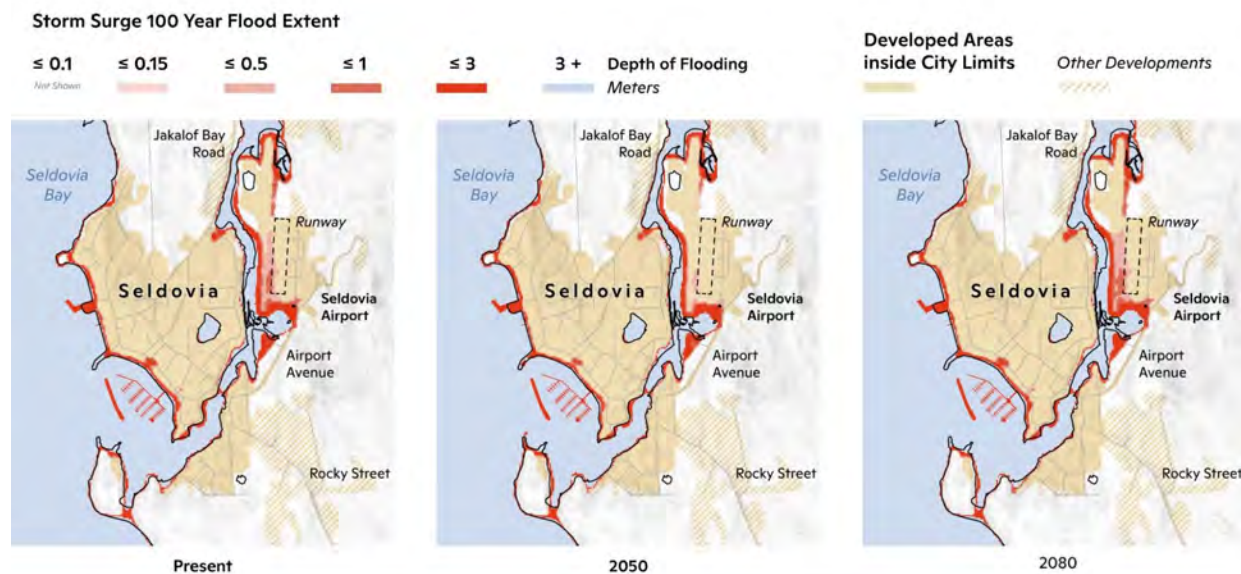 Storm Surge 100 Year Flood Extent
≤ 0.1
≤ 0.15
≤ 0.5
≤ 1
≤ 3
3 +
Depth of Flooding
Not Shown
Meters
Developed Areas
inside City Limits
Other Developments
Jakalof Bay
Road
Seldovia
Bay
Runway
Seldovia
Seldovia
Airport
Airport
Avenue
Rocky Street
Present
Jakalof Bay
Road
Seldovia
Bay
Runway
Seldovia
Seldovia
Airport
Airport
Avenue
Rocky Street
2050
Jakalof Bay
Road
Seldovia
Bay
Runway
Seldovia
Seldovia
Airport
Airport
Avenue
Rocky Street
2080